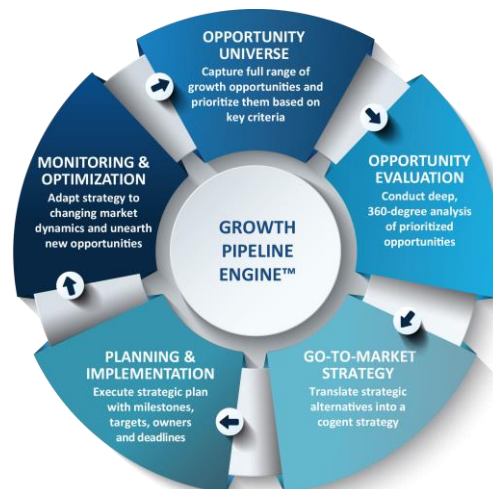 OPPORTUNITY
UNIVERSE
Capture full range of
growth opportunities and
prioritize them based on
key criteria
OPPORTUNITY
EVALUATION
Conduct deep,
360-degree analysis
of prioritized
opportunities
GO-TO-MARKET
STRATEGY
Translate strategic
alternatives into a
cogent strategy
PLANNING &
IMPLEMENTATION
Execute strategic plan
with milestones,
targets, owners
and deadlines
MONITORING &
OPTIMIZATION
Adapt strategy to
changing market
dynamics and unearth
new opportunities
GROWTH
PIPELINE
ENGINE™